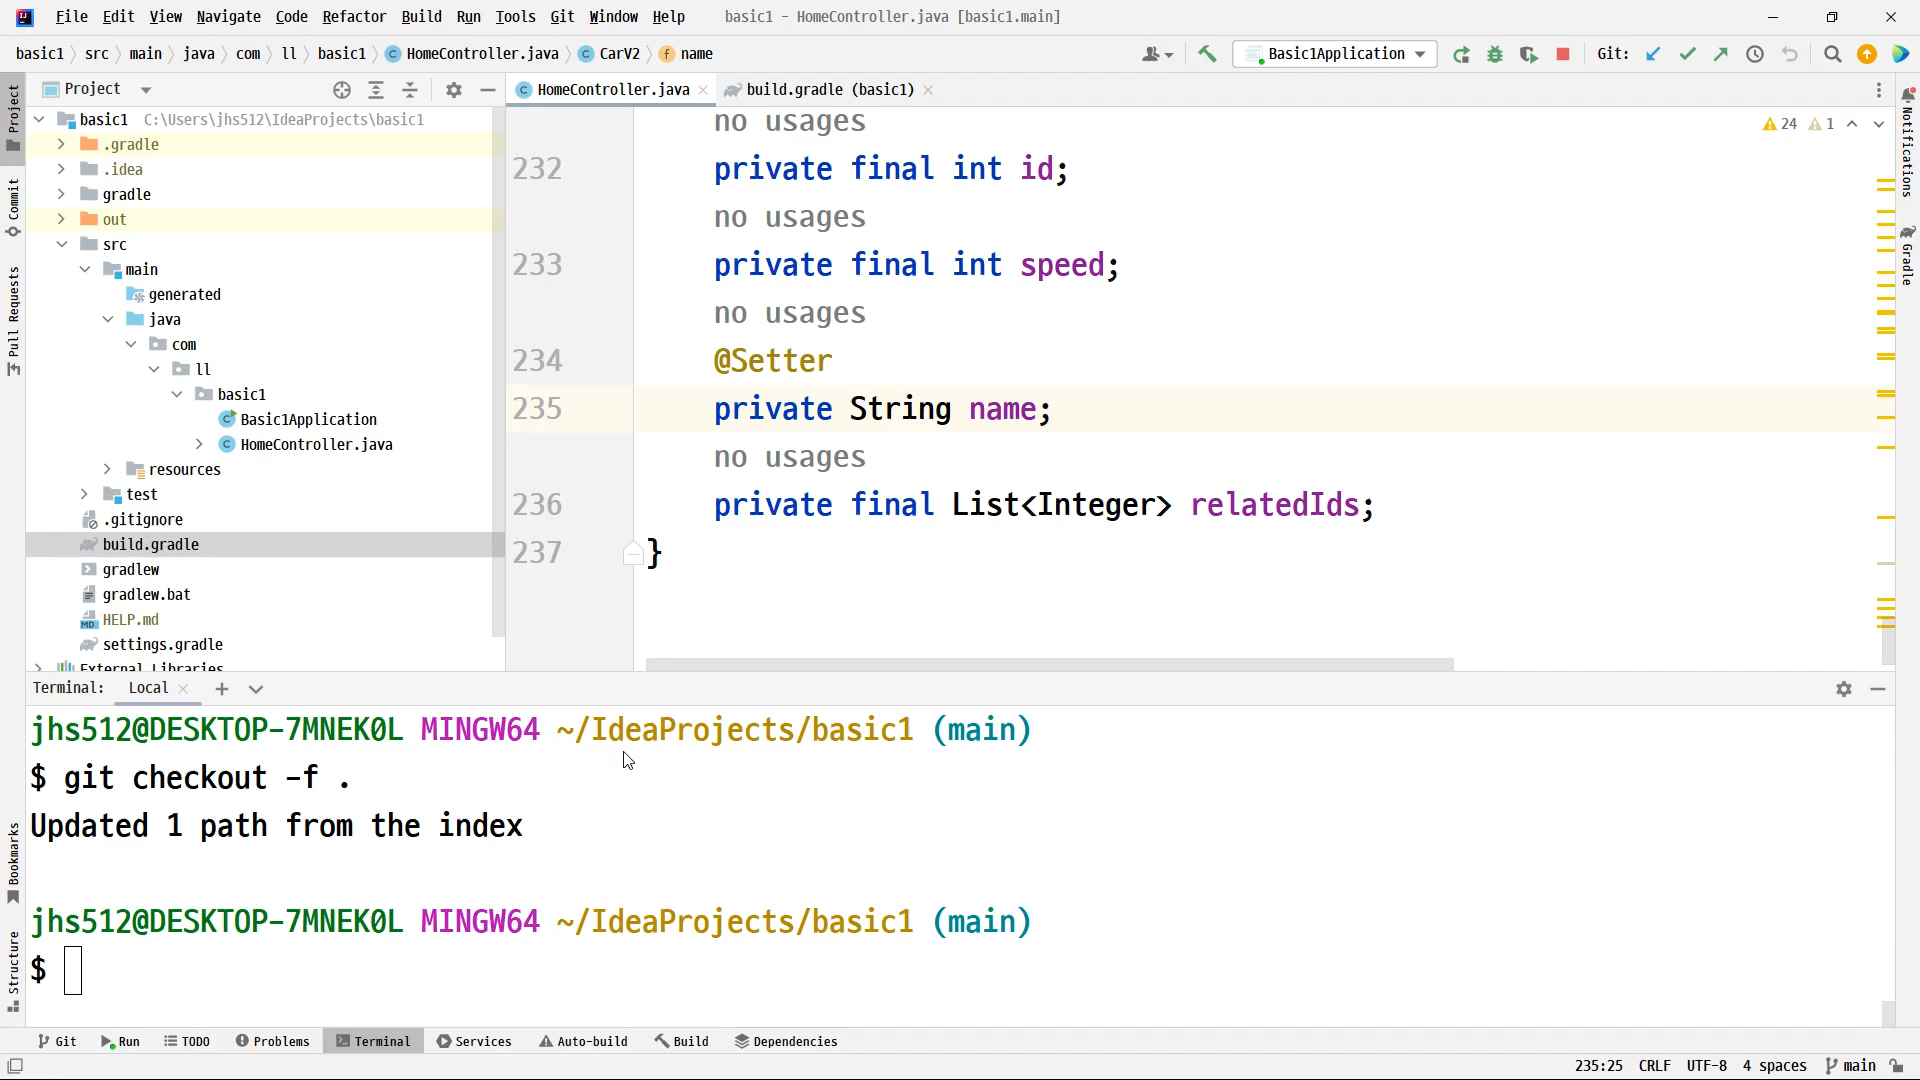 File Edit View Navigate Code Refactor Build Run Tools Git Window Help basic1 - HomeController.java [basic1.main]
basic1 src main java com ll basic1 HomeController.java CarV2 name Basic1Application Git:
Project
HomeController.java build.gradle (basic1)
basic1 C:\Users\jhs512\IdeaProjects\basic1
.gradle
.idea
gradle
out
src
main
generated
java
com
ll
basic1
Basic1Application
HomeController.java
resources
test
.gitignore
build.gradle
gradlew
gradlew.bat
HELP.md
settings.gradle
External Libraries
no usages
24 1
232 private final int id;
no usages
233 private final int speed;
no usages
234 @Setter
235 private String name;
no usages
236 private final List<Integer> relatedIds;
237 }
Project
Commit
Pull Requests
Bookmarks
Structure
Notifications
Gradle
Terminal: Local
jhs512@DESKTOP-7MNEK0L MINGW64 ~/IdeaProjects/basic1 (main)
$ git checkout -f .
Updated 1 path from the index
jhs512@DESKTOP-7MNEK0L MINGW64 ~/IdeaProjects/basic1 (main)
$
Git Run TODO Problems Terminal Services Auto-build Build Dependencies
235:25 CRLF UTF-8 4 spaces main